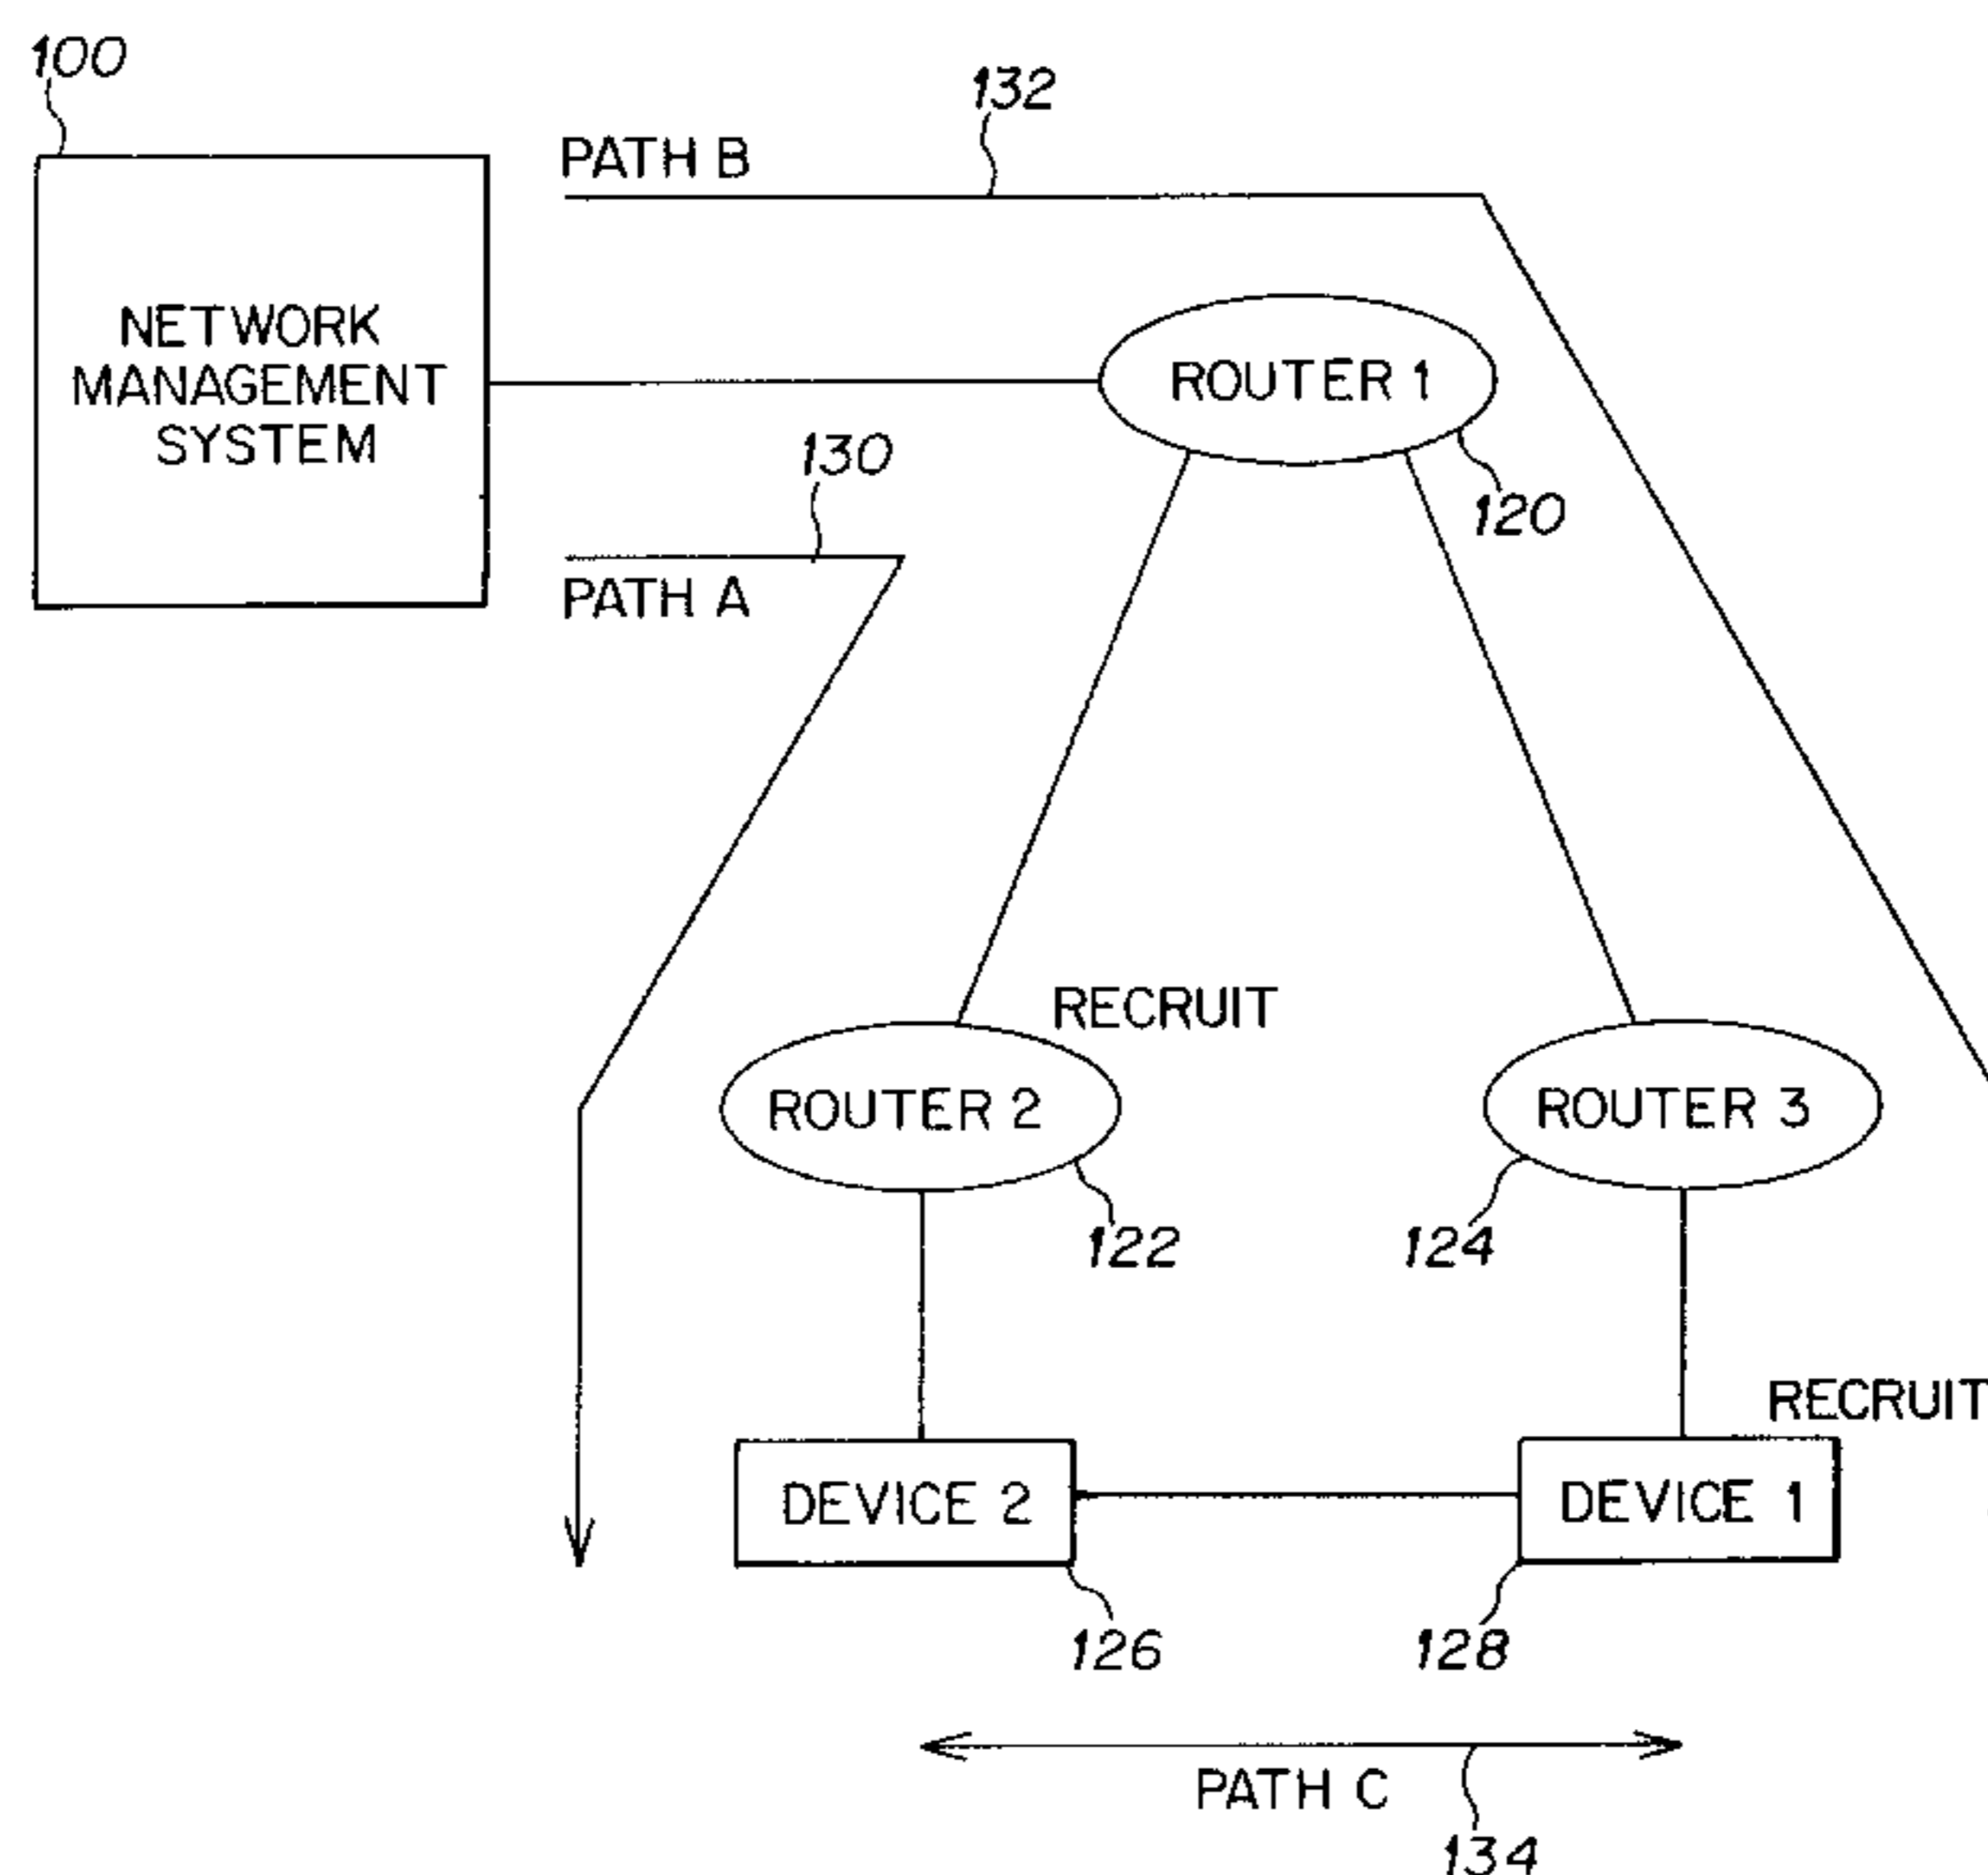 100
132
PATH B
NETWORK
MANAGEMENT
SYSTEM
ROUTER 1
130
120
PATH A
RECRUIT
ROUTER 2
ROUTER 3
122
124
RECRUIT
DEVICE 2
DEVICE 1
126
128
PATH C
134